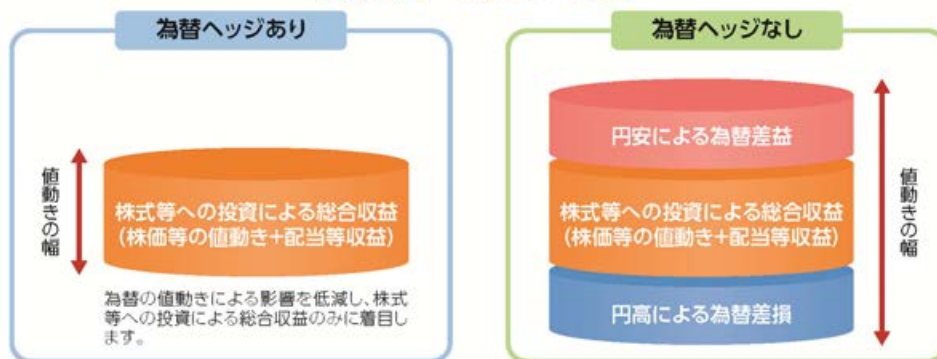 為替ヘッジあり
値動きの幅
株式等への投資による総合収益
(株価等の値動き+配当等収益)
為替の値動きによる影響を低減し、株式
等への投資による総合収益のみに着目し
ます。
為替ヘッジなし
円安による為替差益
株式等への投資による総合収益
(株価等の値動き+配当等収益)
円高による為替差損
値動きの幅